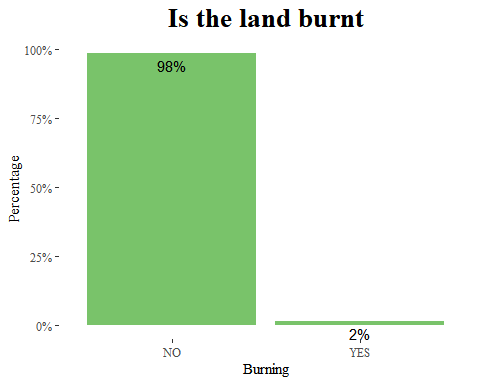 Is the land burnt
100%
98%
75%
Percentage
50%
25%
0%
2%
NO YES
Burning